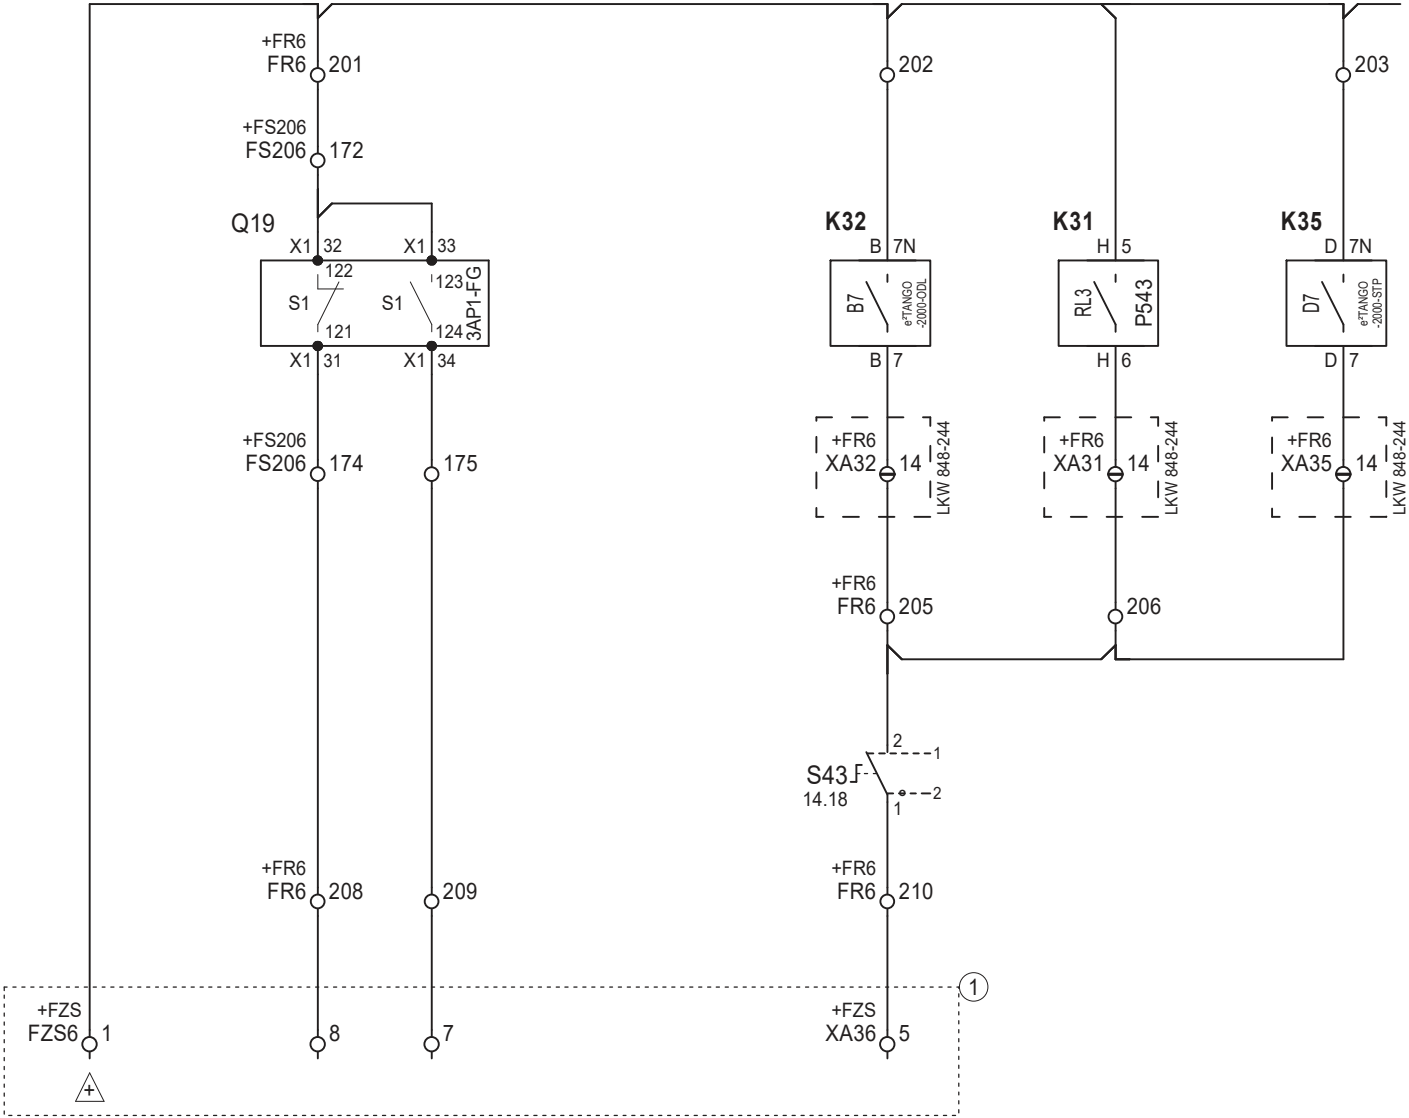 +FR6
FR6 201
202
203
+FS206
FS206 172
Q19
K32
K31
K35
X1 32
X1 33
B 7N
H 5
D 7N
122
123
S1
S1
121
124
3AP1-FG
B7
e²TANGO
-2000-ODL
RL3
P543
D7
e²TANGO
-2000-STP
X1 31
X1 34
B 7
H 6
D 7
+FS206
FS206 174
175
+FR6
XA32 14
LKW 848-244
+FR6
XA31 14
LKW 848-244
+FR6
XA35 14
LKW 848-244
+FR6
FR6 205
206
2
1
S43
14.18
2
1
+FR6
FR6 208
209
+FR6
FR6 210
1
+FZS
FZS6 1
8
7
+FZS
XA36 5
+